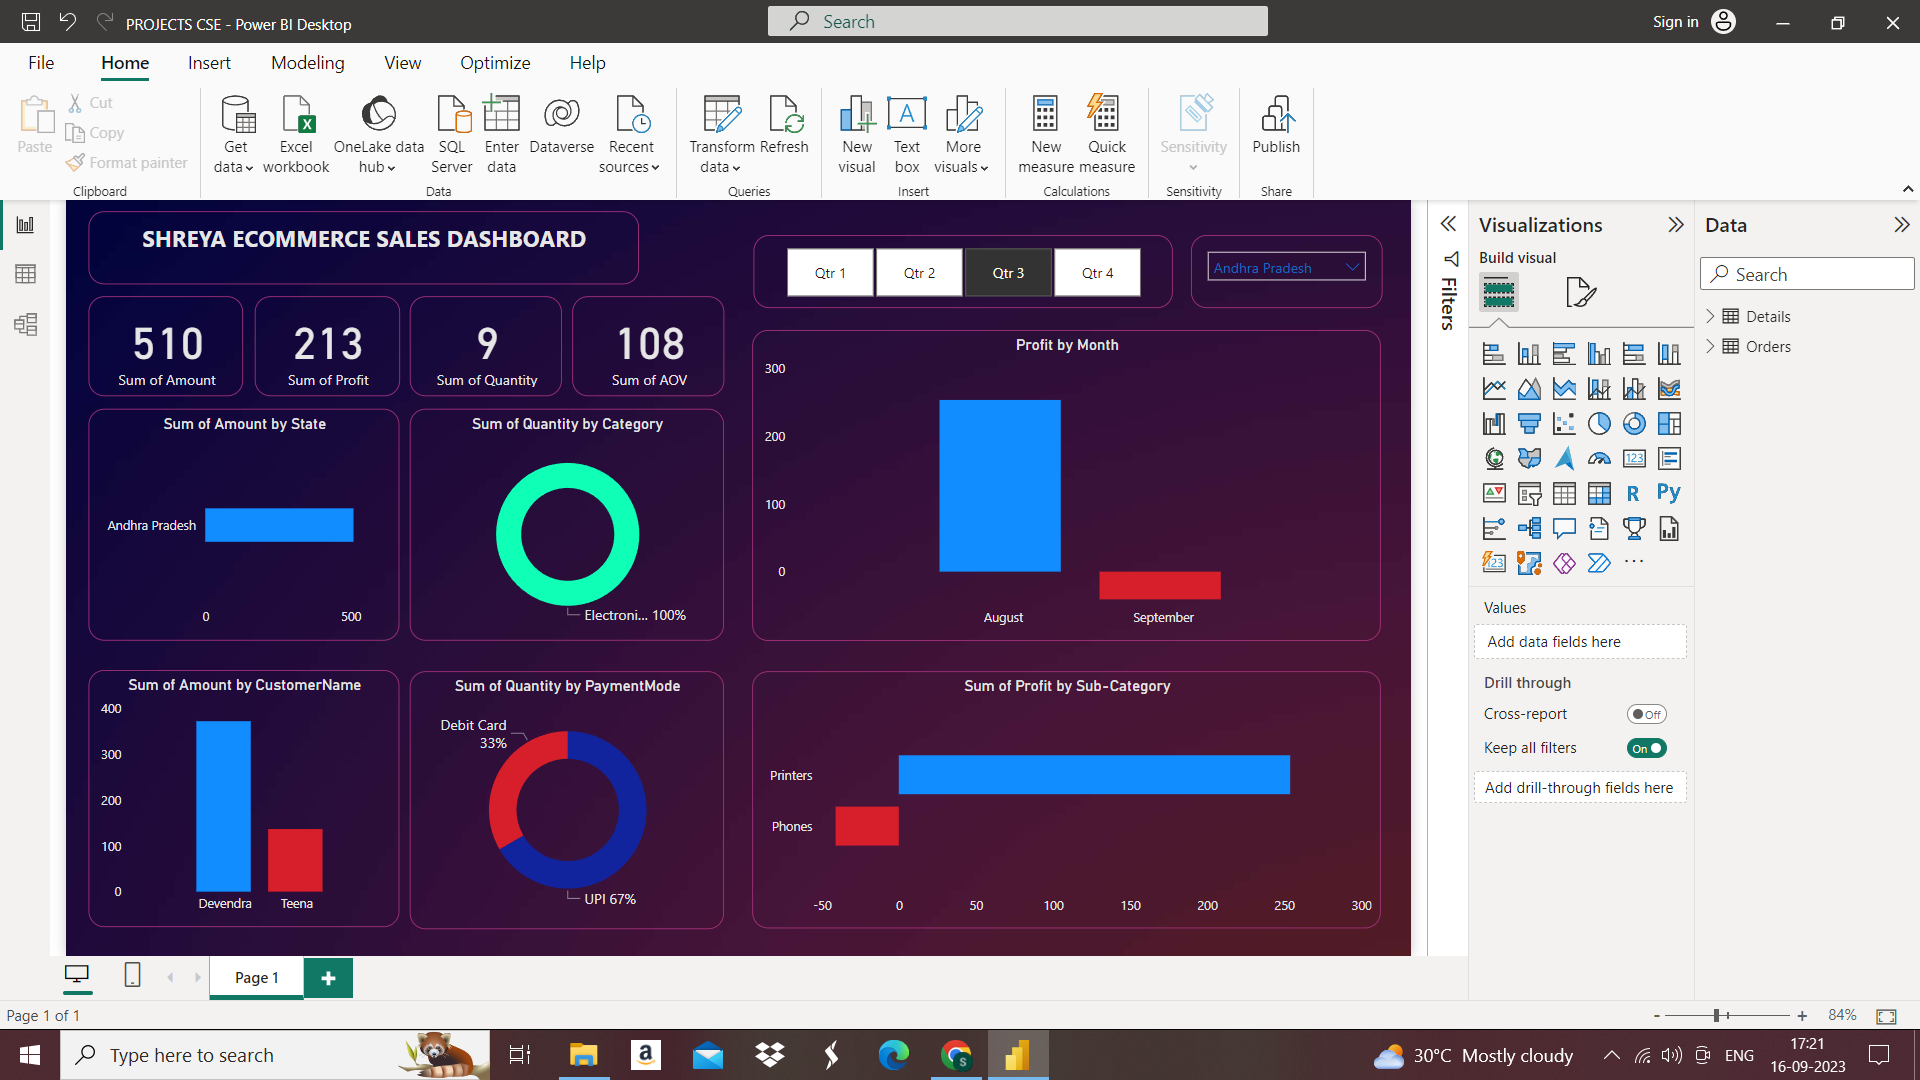 PROJECTS CSE - Power BI Desktop
Search
Sign in
File
Home
Insert
Modeling
View
Optimize
Help
Paste
Cut
Copy
Format painter
Clipboard
Get data
Excel workbook
OneLake data hub
SQL Server
Enter data
Dataverse
Recent sources
Data
Transform data
Refresh
Queries
New visual
Text box
More visuals
Insert
New measure
Quick measure
Calculations
Sensitivity
Sensitivity
Publish
Share
SHREYA ECOMMERCE SALES DASHBOARD
Qtr 1
Qtr 2
Qtr 3
Qtr 4
Andhra Pradesh
510
Sum of Amount
213
Sum of Profit
9
Sum of Quantity
108
Sum of AOV
Sum of Amount by State
Andhra Pradesh
0
500
Sum of Quantity by Category
Electroni... 100%
Profit by Month
300
200
100
0
August
September
Sum of Amount by CustomerName
400
300
200
100
0
Devendra
Teena
Sum of Quantity by PaymentMode
Debit Card
33%
UPI 67%
Sum of Profit by Sub-Category
Printers
Phones
-50
0
50
100
150
200
250
300
Filters
Visualizations
Build visual
123
R
Py
123
Values
Add data fields here
Drill through
Cross-report
Off
Keep all filters
On
Add drill-through fields here
Data
Search
Details
Orders
Page 1
Page 1 of 1
84%
Type here to search
30°C Mostly cloudy
ENG
17:21
16-09-2023